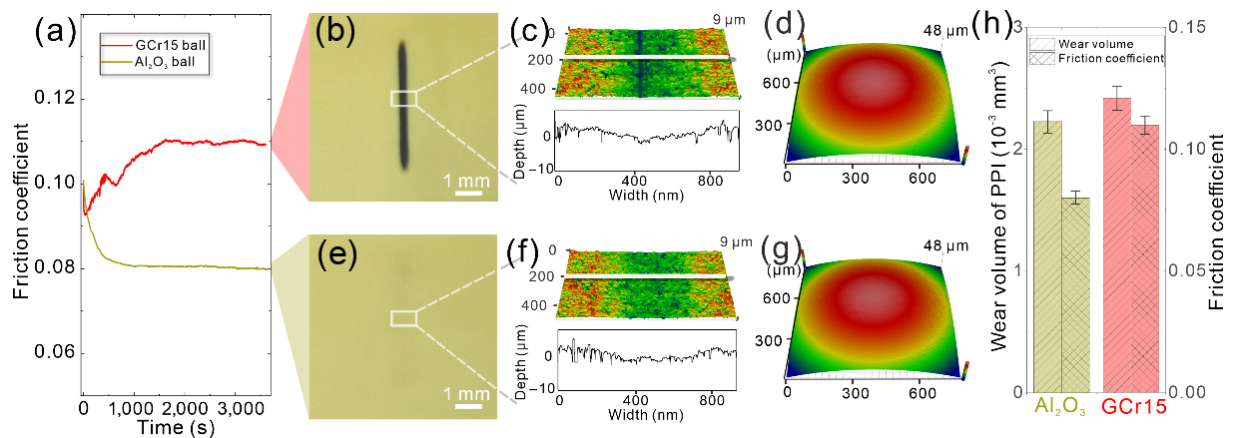 (a)
GCr15 ball
Al₂O₃ ball
0.12
0.10
0.08
0.06
Friction coefficient
0
1,000
2,000
3,000
Time (s)
(b)
1 mm
(c)
9 μm
0
200
400
(μm)
Depth (μm)
0
−10
0
400
800
Width (nm)
(d)
48 μm
(μm)
600
300
0
300
600
(e)
1 mm
(f)
9 μm
0
200
400
(μm)
Depth (μm)
0
−10
0
400
800
Width (nm)
(g)
48 μm
(μm)
600
300
0
300
600
(h)
Wear volume
Friction coefficient
3
2
1
0
Wear volume of PPI (10⁻³ mm³)
0.15
0.10
0.05
0.00
Friction coefficient
Al₂O₃
GCr15